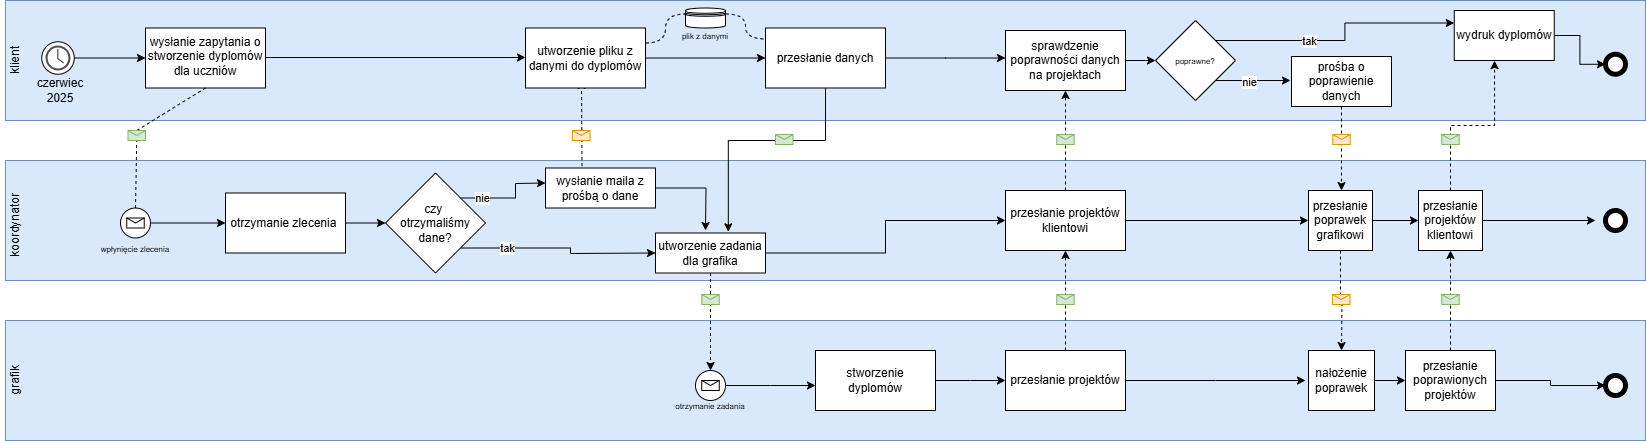 klient
czerwiec
2025
wysłanie zapytania o
stworzenie dyplomów
dla uczniów
utworzenie pliku z
danymi do dyplomów
plik z danymi
przesłanie danych
sprawdzenie
poprawności danych
na projektach
poprawne?
tak
nie
wydruk dyplomów
prośba o
poprawienie
danych
koordynator
wpłynięcie zlecenia
otrzymanie zlecenia
czy
otrzymaliśmy
dane?
nie
tak
wysłanie maila z
prośbą o dane
utworzenie zadania
dla grafika
przesłanie projektów
klientowi
przesłanie
poprawek
grafikowi
przesłanie
projektów
klientowi
grafik
otrzymanie zadania
stworzenie
dyplomów
przesłanie projektów
nałożenie
poprawek
przesłanie
poprawionych
projektów